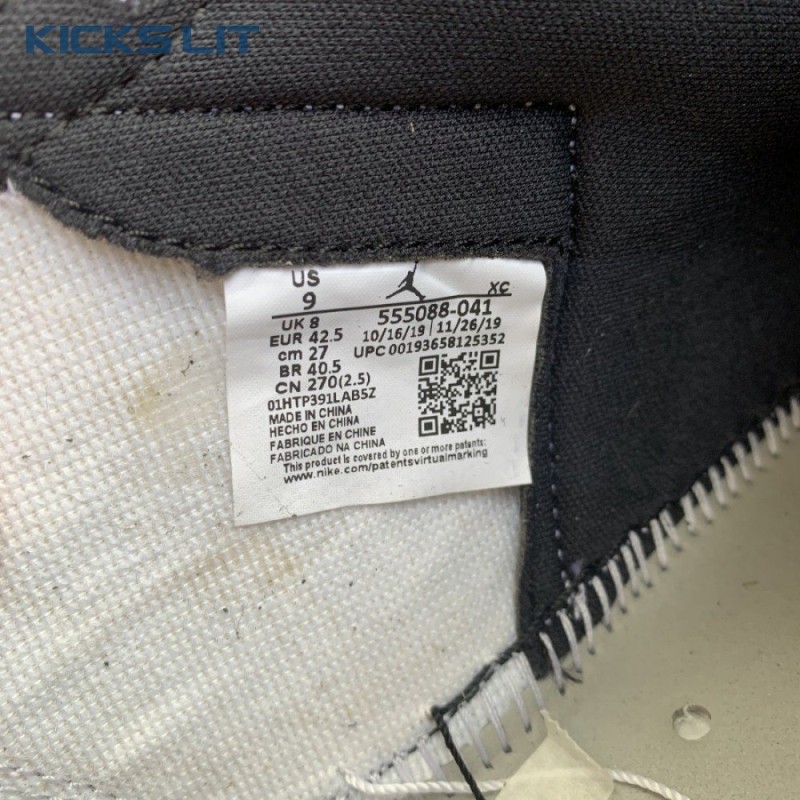 KICKS LIT
US
9
XC
UK 8
555088-041
EUR 42.5
10/16/19 | 11/26/19
cm 27
UPC 00193658125352
BR 40.5
CN 270(2.5)
01HTP391LAB5Z
MADE IN CHINA
HECHO EN CHINA
FABRIQUE EN CHINE
FABRICADO NA CHINA
This product is covered by one or more patents:
www.nike.com/patentsvirtualmarking